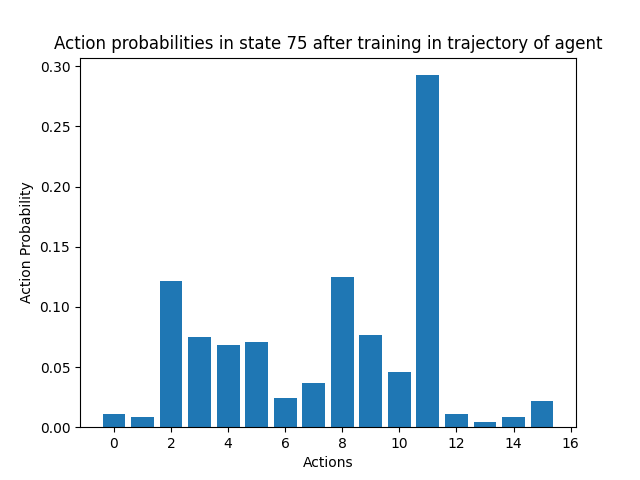 Action probabilities in state 75 after training in trajectory of agent
0.30
0.25
0.20
0.15
0.10
0.05
0.00
Action Probability
0 2 4 6 8 10 12 14 16
Actions